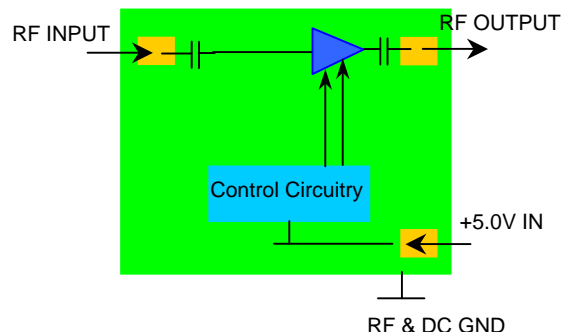 RF INPUT
RF OUTPUT
Control Circuitry
+5.0V IN
RF & DC GND